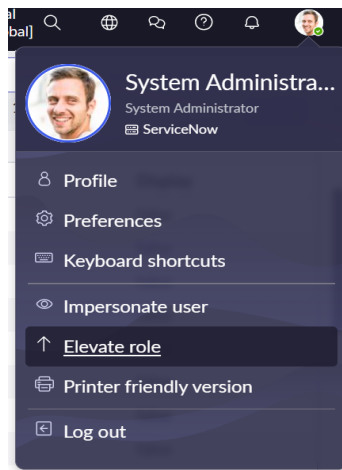 al
bal]
System Administra...
System Administrator
ServiceNow
Profile
Preferences
Keyboard shortcuts
Impersonate user
Elevate role
Printer friendly version
Log out